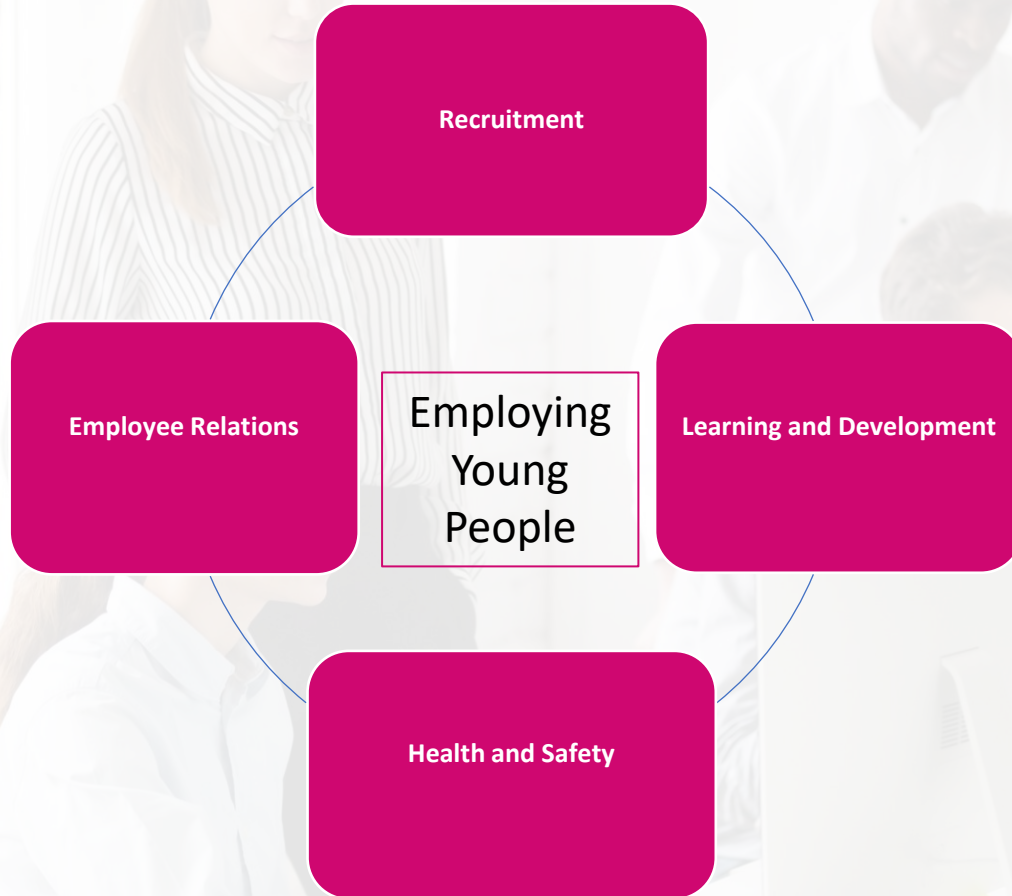 Recruitment
Employee Relations
Employing
Young
People
Learning and Development
Health and Safety